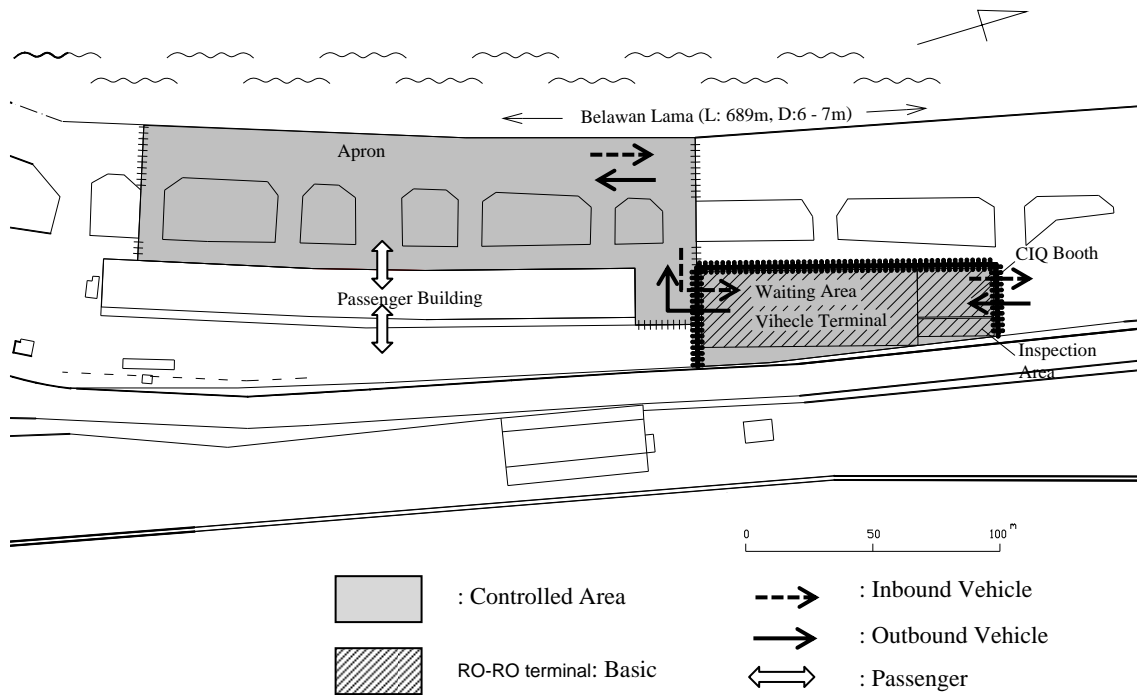 Belawan Lama (L: 689m, D:6 - 7m)
Apron
CIQ Booth
Passenger Building
Waiting Area
Vihecle Terminal
Inspection
Area
0 50 100 m
: Controlled Area
RO-RO terminal: Basic
: Inbound Vehicle
: Outbound Vehicle
: Passenger